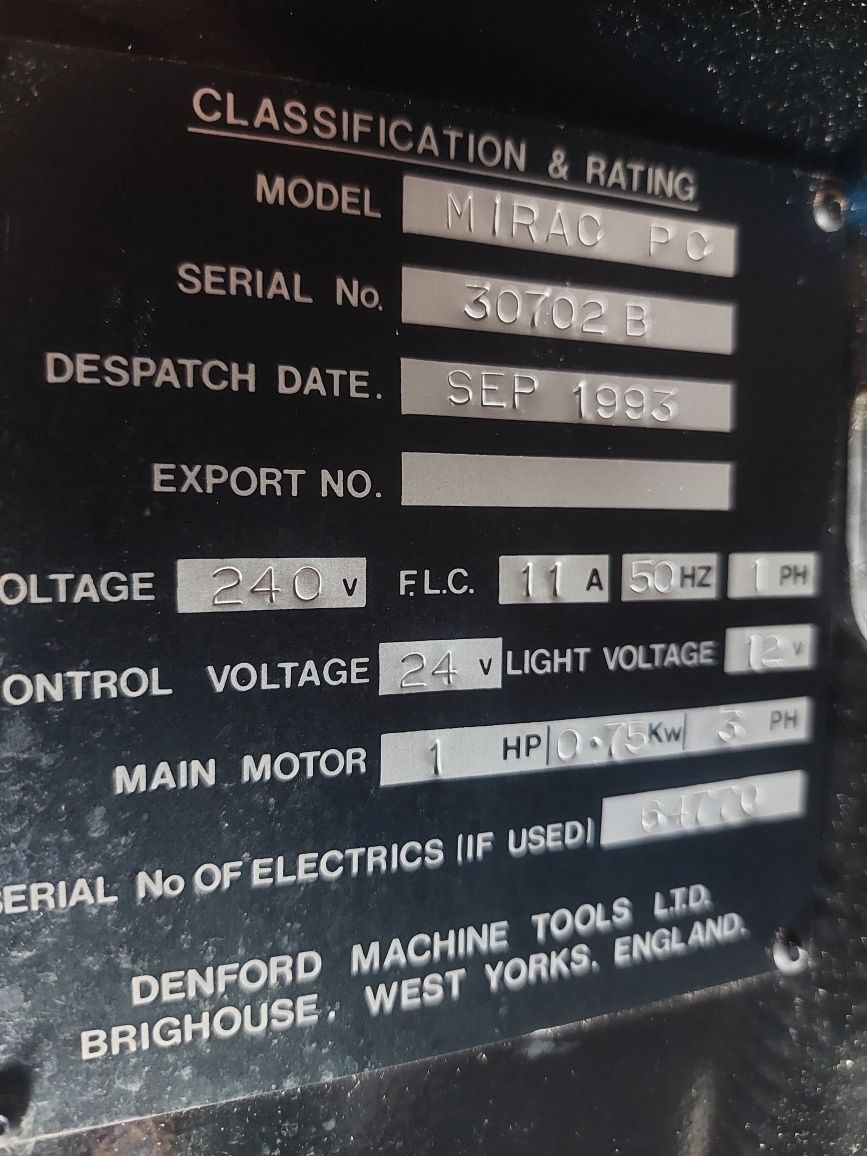 CLASSIFICATION & RATING
MODEL MIRAC PC
SERIAL No. 30702 B
DESPATCH DATE. SEP 1993
EXPORT NO.
OLTAGE 240 V F.L.C. 11 A 50 HZ 1 PH
ONTROL VOLTAGE 24 V LIGHT VOLTAGE 12 V
MAIN MOTOR 1 HP 0.75 Kw 3 PH
SERIAL No OF ELECTRICS (IF USED)
DENFORD MACHINE TOOLS LTD.
BRIGHOUSE. WEST YORKS. ENGLAND.